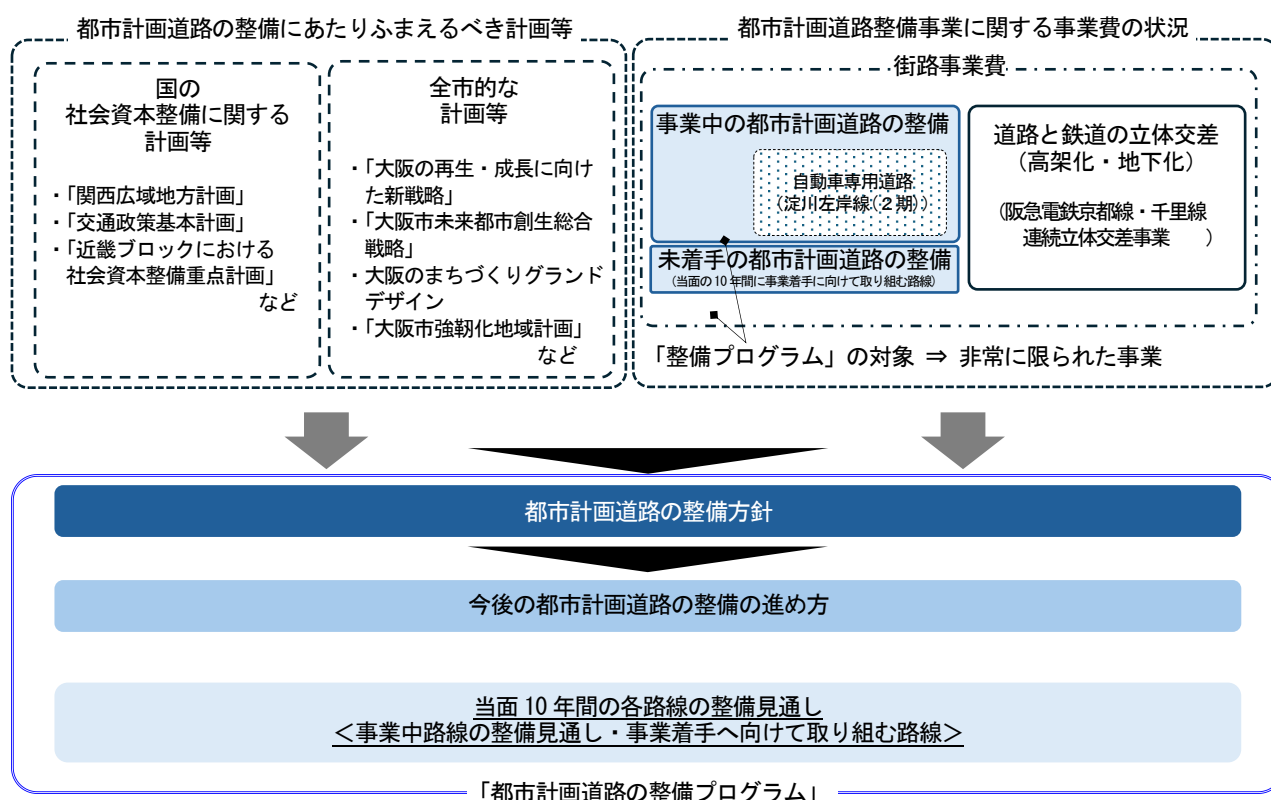 都市計画道路の整備にあたりふまえるべき計画等
国の
社会資本整備に関する
計画等
・「関西広域地方計画」
・「交通政策基本計画」
・「近畿ブロックにおける
社会資本整備重点計画」
など
全市的な
計画等
・「大阪の再生・成長に向け
た新戦略」
・「大阪市未来都市創生総合
戦略」
・大阪のまちづくりグランド
デザイン
・「大阪市強靭化地域計画」
など
都市計画道路整備事業に関する事業費の状況
街路事業費
事業中の都市計画道路の整備
自動車専用道路
（淀川左岸線（２期））
未着手の都市計画道路の整備
（当面の10年間に事業着手に向けて取り組む路線）
道路と鉄道の立体交差
（高架化・地下化）
（阪急電鉄京都線・千里線
連続立体交差事業　）
「整備プログラム」の対象 ⇒ 非常に限られた事業
都市計画道路の整備方針
今後の都市計画道路の整備の進め方
当面 10 年間の各路線の整備見通し
＜事業中路線の整備見通し・事業着手へ向けて取り組む路線＞
「都市計画道路の整備プログラム」